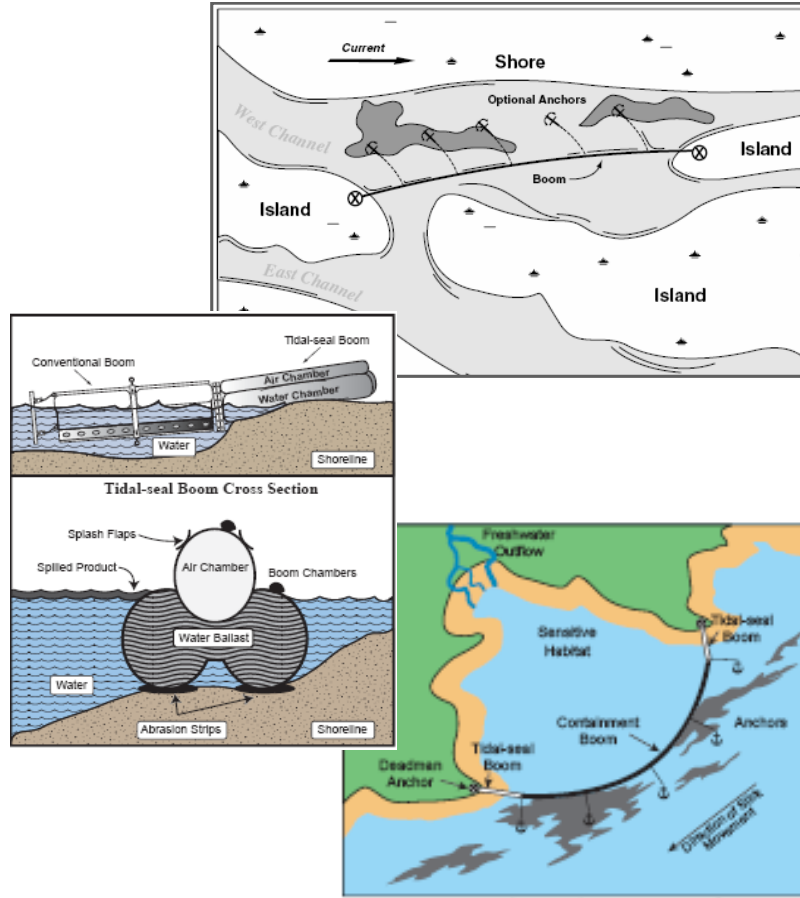 Current
Shore
Optional Anchors
West Channel
Island
Boom
Island
East Channel
Island
Tidal-seal Boom
Conventional Boom
Air Chamber
Water Chamber
Water
Shoreline
Tidal-seal Boom Cross Section
Splash Flaps
Spilled Product
Air Chamber
Boom Chambers
Water Ballast
Water
Abrasion Strips
Shoreline
Freshwater
Outflow
Tidal-seal
Boom
Sensitive
Habitat
Containment
Boom
Anchors
Tidal-seal
Boom
Deadman
Anchor
Direction of Slick
Movement